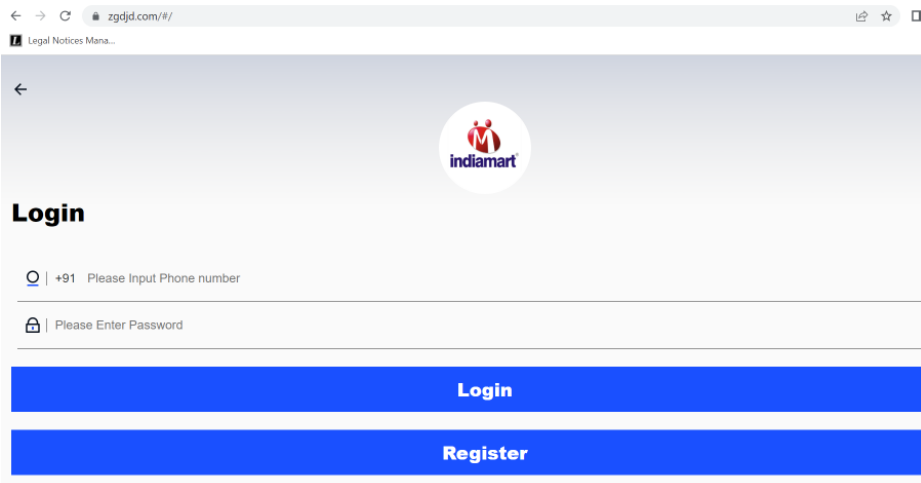 zgdjd.com/#/
L Legal Notices Mana...
M
indiamart
Login
+91 Please Input Phone number
Please Enter Password
Login
Register